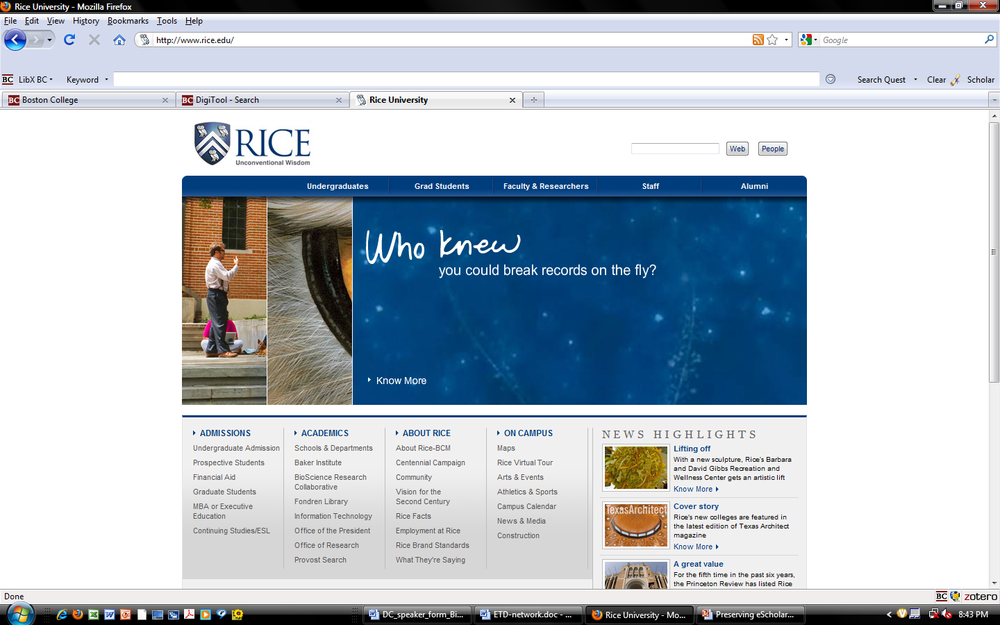 Rice University - Mozilla Firefox
File Edit View History Bookmarks Tools Help
http://www.rice.edu/
Google
BC LibX BC Keyword Search Quest Clear Scholar
BC Boston College
BC DigiTool - Search
Rice University
RICE
Unconventional Wisdom
Web People
Undergraduates Grad Students Faculty & Researchers Staff Alumni
Who knew
you could break records on the fly?
Know More
ADMISSIONS
Undergraduate Admission
Prospective Students
Financial Aid
Graduate Students
MBA or Executive
Education
Continuing Studies/ESL
ACADEMICS
Schools & Departments
Baker Institute
BioScience Research
Collaborative
Fondren Library
Information Technology
Office of the President
Office of Research
Provost Search
ABOUT RICE
About Rice-BCM
Centennial Campaign
Community
Vision for the
Second Century
Rice Facts
Employment at Rice
Rice Brand Standards
What They're Saying
ON CAMPUS
Maps
Rice Virtual Tour
Arts & Events
Athletics & Sports
Campus Calendar
News & Media
Construction
NEWS HIGHLIGHTS
Lifting off
With a new sculpture, Rice's Barbara
and David Gibbs Recreation and
Wellness Center gets an artistic lift
Know More
TexasArchitect
Cover story
Rice's new colleges are featured in
the latest edition of Texas Architect
magazine
Know More
A great value
For the fifth time in the past six years,
the Princeton Review has listed Rice
Done
BC zotero
DC_speaker_form_Bi... ETD-network.doc - ... Rice University - Mo... Preserving eScholar... 8:43 PM